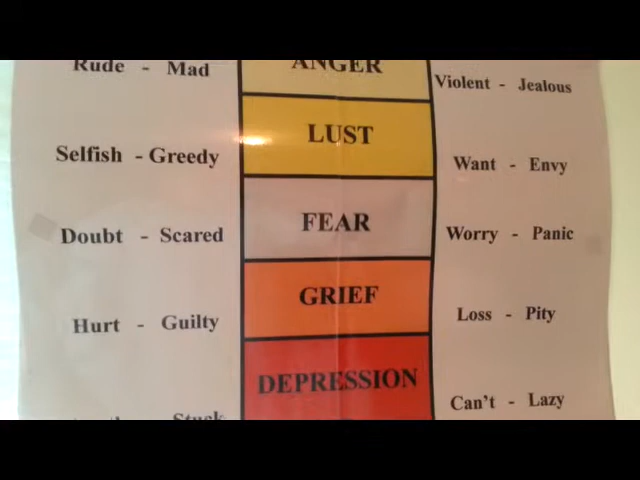 Rude - Mad ANGER Violent - Jealous
Selfish - Greedy LUST Want - Envy
Doubt - Scared FEAR Worry - Panic
Hurt - Guilty GRIEF Loss - Pity
DEPRESSION Can't - Lazy
Stuck